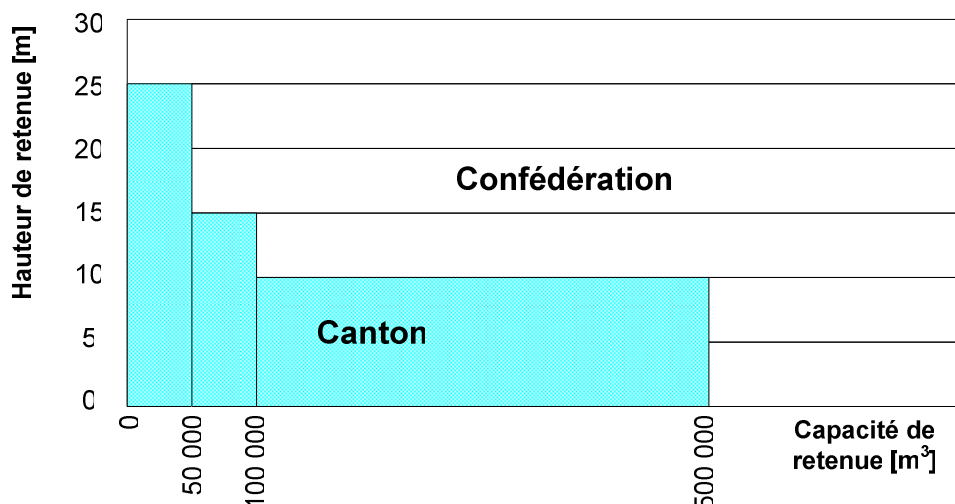 Hauteur de retenue [m]
30
25
20
15
10
5
0
Confédération
Canton
0
50 000
100 000
500 000
Capacité de
retenue [m³]